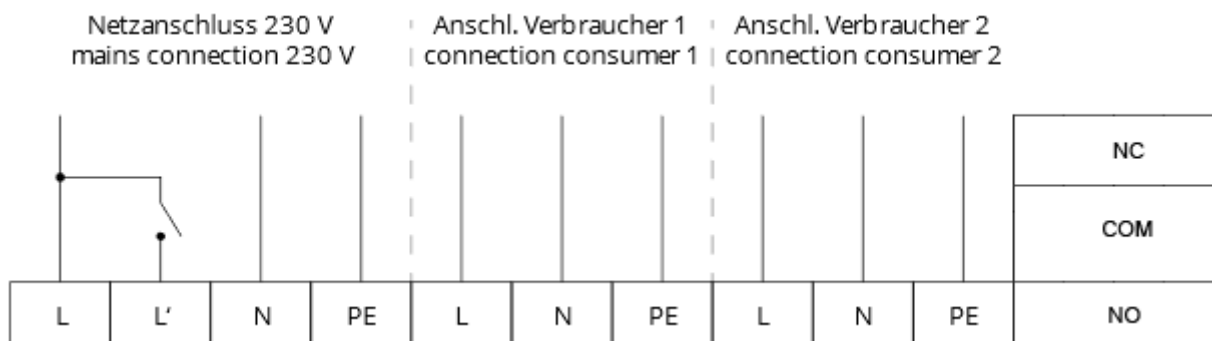 Netzanschluss 230 V
mains connection 230 V
Anschl. Verbraucher 1
connection consumer 1
Anschl. Verbraucher 2
connection consumer 2
NC
COM
L L‘ N PE L N PE L N PE NO